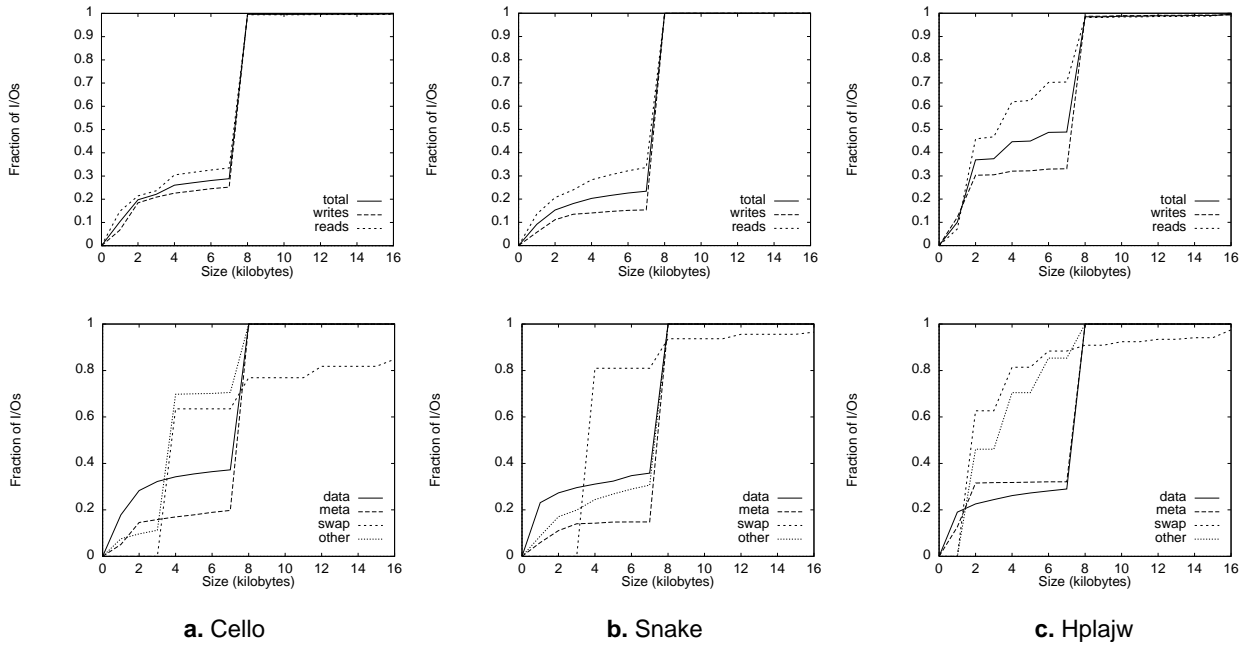 1
0.9
0.8
0.7
0.6
0.5
0.4
0.3
0.2
0.1
0
Fraction of I/Os
total
writes
reads
0 2 4 6 8 10 12 14 16
Size (kilobytes)
1
0.9
0.8
0.7
0.6
0.5
0.4
0.3
0.2
0.1
0
Fraction of I/Os
total
writes
reads
0 2 4 6 8 10 12 14 16
Size (kilobytes)
1
0.9
0.8
0.7
0.6
0.5
0.4
0.3
0.2
0.1
0
Fraction of I/Os
total
writes
reads
0 2 4 6 8 10 12 14 16
Size (kilobytes)
1
0.8
0.6
0.4
0.2
0
Fraction of I/Os
data
meta
swap
other
0 2 4 6 8 10 12 14 16
Size (kilobytes)
1
0.8
0.6
0.4
0.2
0
Fraction of I/Os
data
meta
swap
other
0 2 4 6 8 10 12 14 16
Size (kilobytes)
1
0.8
0.6
0.4
0.2
0
Fraction of I/Os
data
meta
swap
other
0 2 4 6 8 10 12 14 16
Size (kilobytes)
a. Cello
b. Snake
c. Hplajw